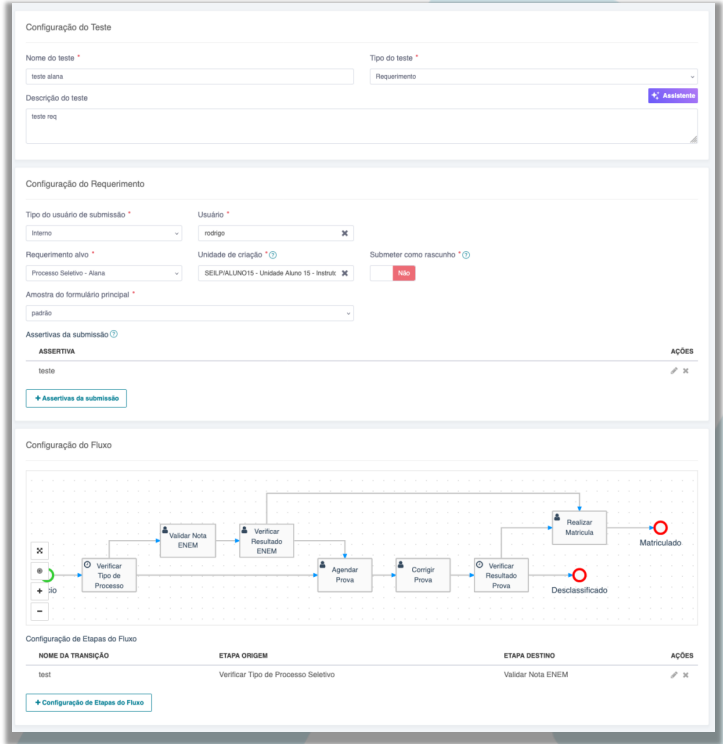 Configuração do Teste
Nome do teste *
Tipo do teste *
teste alana
Requerimento
Descrição do teste
Assistente
teste req
Configuração do Requerimento
Tipo do usuário de submissão *
Usuário *
Interno
rodrigo
Requerimento alvo *
Unidade de criação *
Submeter como rascunho *
Processo Seletivo - Alana
SEILP/ALUNO15 - Unidade Aluno 15 - Instrutc
Não
Amostra do formulário principal *
padrão
Assertivas da submissão
ASSERTIVA
AÇÕES
teste
+ Assertivas da submissão
Configuração do Fluxo
Verificar
Tipo de
Processo
Validar Nota
ENEM
Verificar
Resultado
ENEM
Agendar
Prova
Corrigir
Prova
Verificar
Resultado
Prova
Realizar
Matricula
Matriculado
Desclassificado
cio
Configuração de Etapas do Fluxo
NOME DA TRANSIÇÃO
ETAPA ORIGEM
ETAPA DESTINO
AÇÕES
test
Verificar Tipo de Processo Seletivo
Validar Nota ENEM
+ Configuração de Etapas do Fluxo